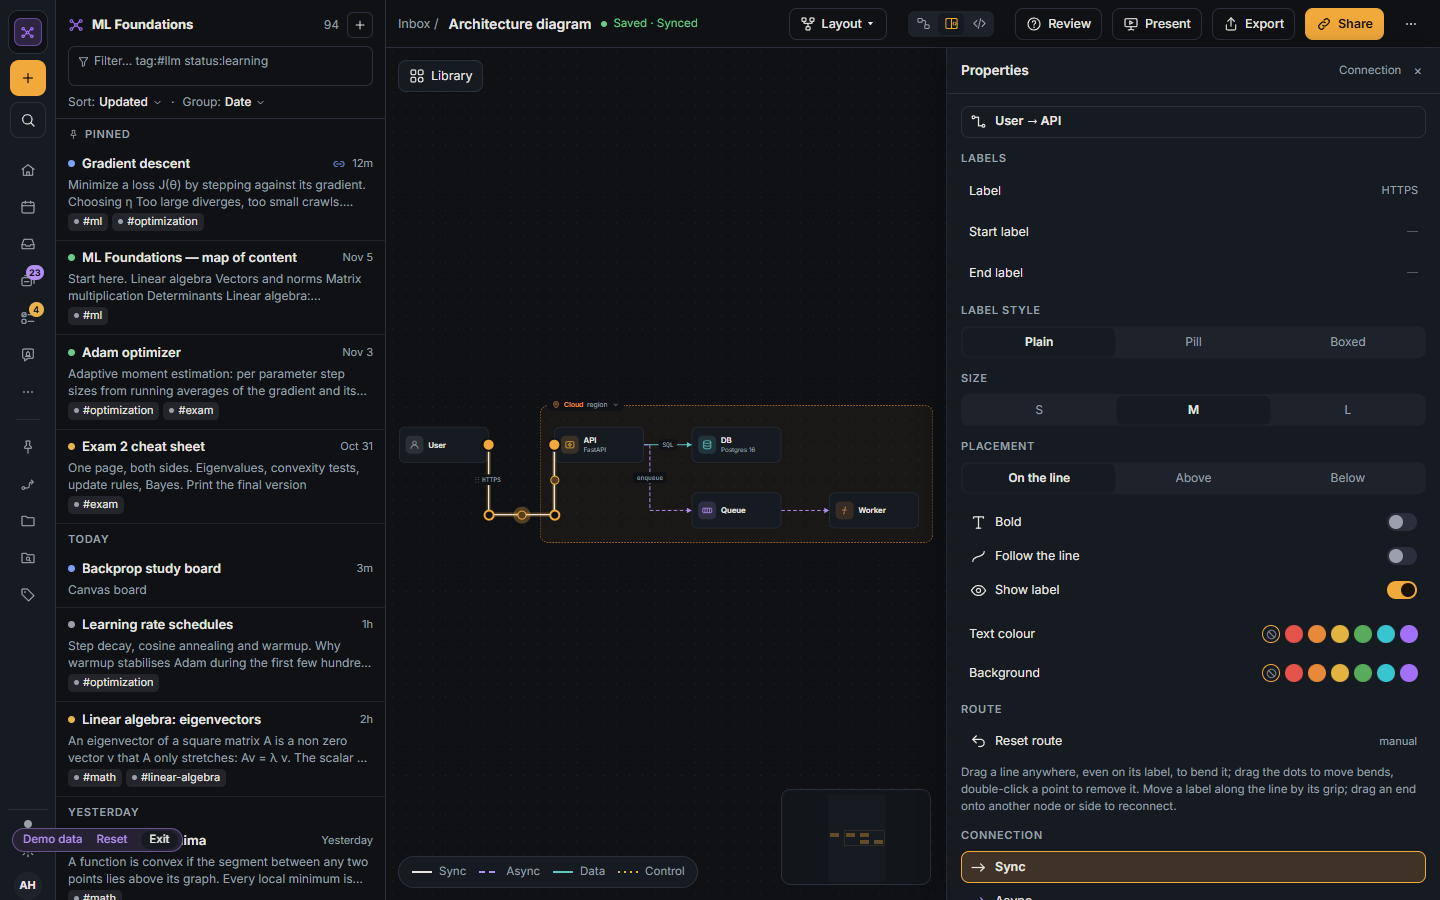 ML Foundations 94
Filter... tag:#llm status:learning
Sort: Updated · Group: Date
PINNED
Gradient descent 12m
Minimize a loss J(θ) by stepping against its gradient.
Choosing η Too large diverges, too small crawls....
#ml #optimization
ML Foundations — map of content Nov 5
Start here. Linear algebra Vectors and norms Matrix
multiplication Determinants Linear algebra:...
#ml
Adam optimizer Nov 3
Adaptive moment estimation: per parameter step
sizes from running averages of the gradient and its...
#optimization #exam
Exam 2 cheat sheet Oct 31
One page, both sides. Eigenvalues, convexity tests,
update rules, Bayes. Print the final version
#exam
TODAY
Backprop study board 3m
Canvas board
Learning rate schedules 1h
Step decay, cosine annealing and warmup. Why
warmup stabilises Adam during the first few hundre...
#optimization
Linear algebra: eigenvectors 2h
An eigenvector of a square matrix A is a non zero
vector v that A only stretches: Av = λ v. The scalar ...
#math #linear-algebra
YESTERDAY
ima Yesterday
A function is convex if the segment between any two
points lies above its graph. Every local minimum is...
#math
23
4
Demo data Reset Exit
AH
Inbox / Architecture diagram Saved · Synced
Layout
Review
Present
Export
Share
Library
Cloud region
User
HTTPS
API
FastAPI
SQL
DB
Postgres 16
enqueue
Queue
Worker
Sync Async Data Control
Properties Connection ×
User → API
LABELS
Label HTTPS
Start label —
End label —
LABEL STYLE
Plain Pill Boxed
SIZE
S M L
PLACEMENT
On the line Above Below
Bold
Follow the line
Show label
Text colour
Background
ROUTE
Reset route manual
Drag a line anywhere, even on its label, to bend it; drag the dots to move bends,
double-click a point to remove it. Move a label along the line by its grip; drag an end
onto another node or side to reconnect.
CONNECTION
Sync
Async